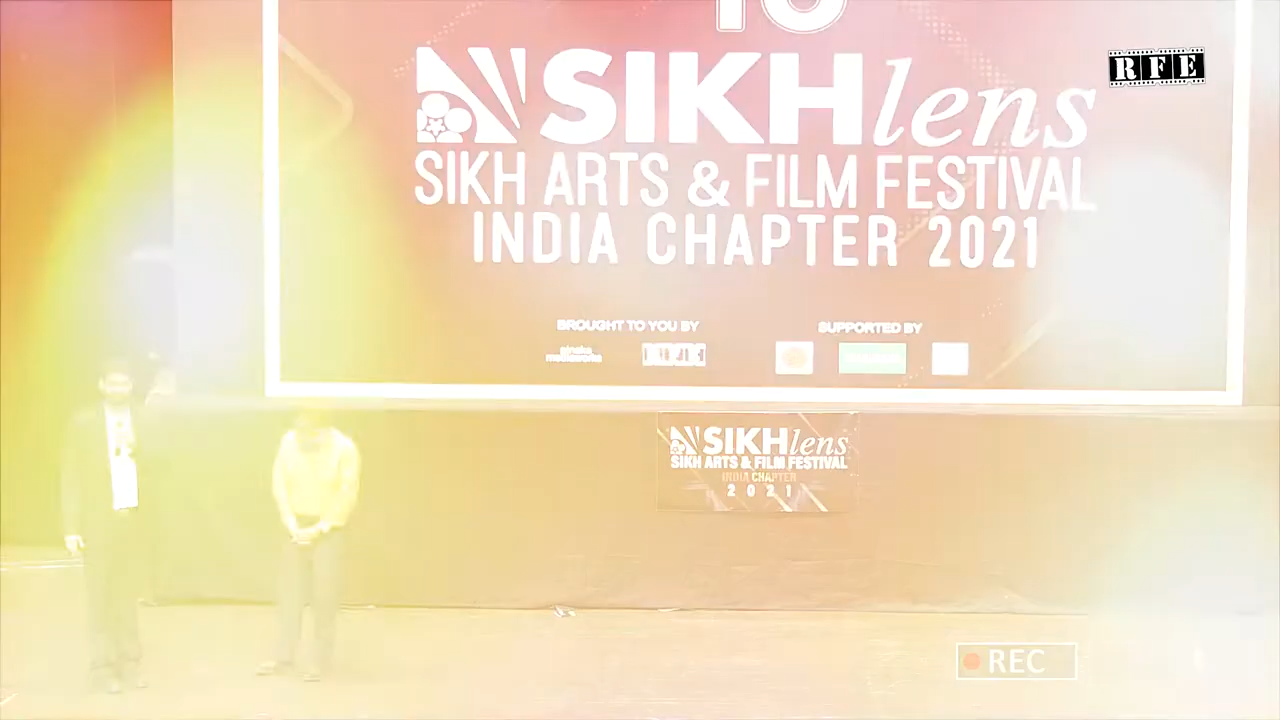 RFE
SIKHlens
SIKH ARTS & FILM FESTIVAL
INDIA CHAPTER 2021
BROUGHT TO YOU BY
SUPPORTED BY
SIKHlens
SIKH ARTS & FILM FESTIVAL
INDIA CHAPTER
2021
REC